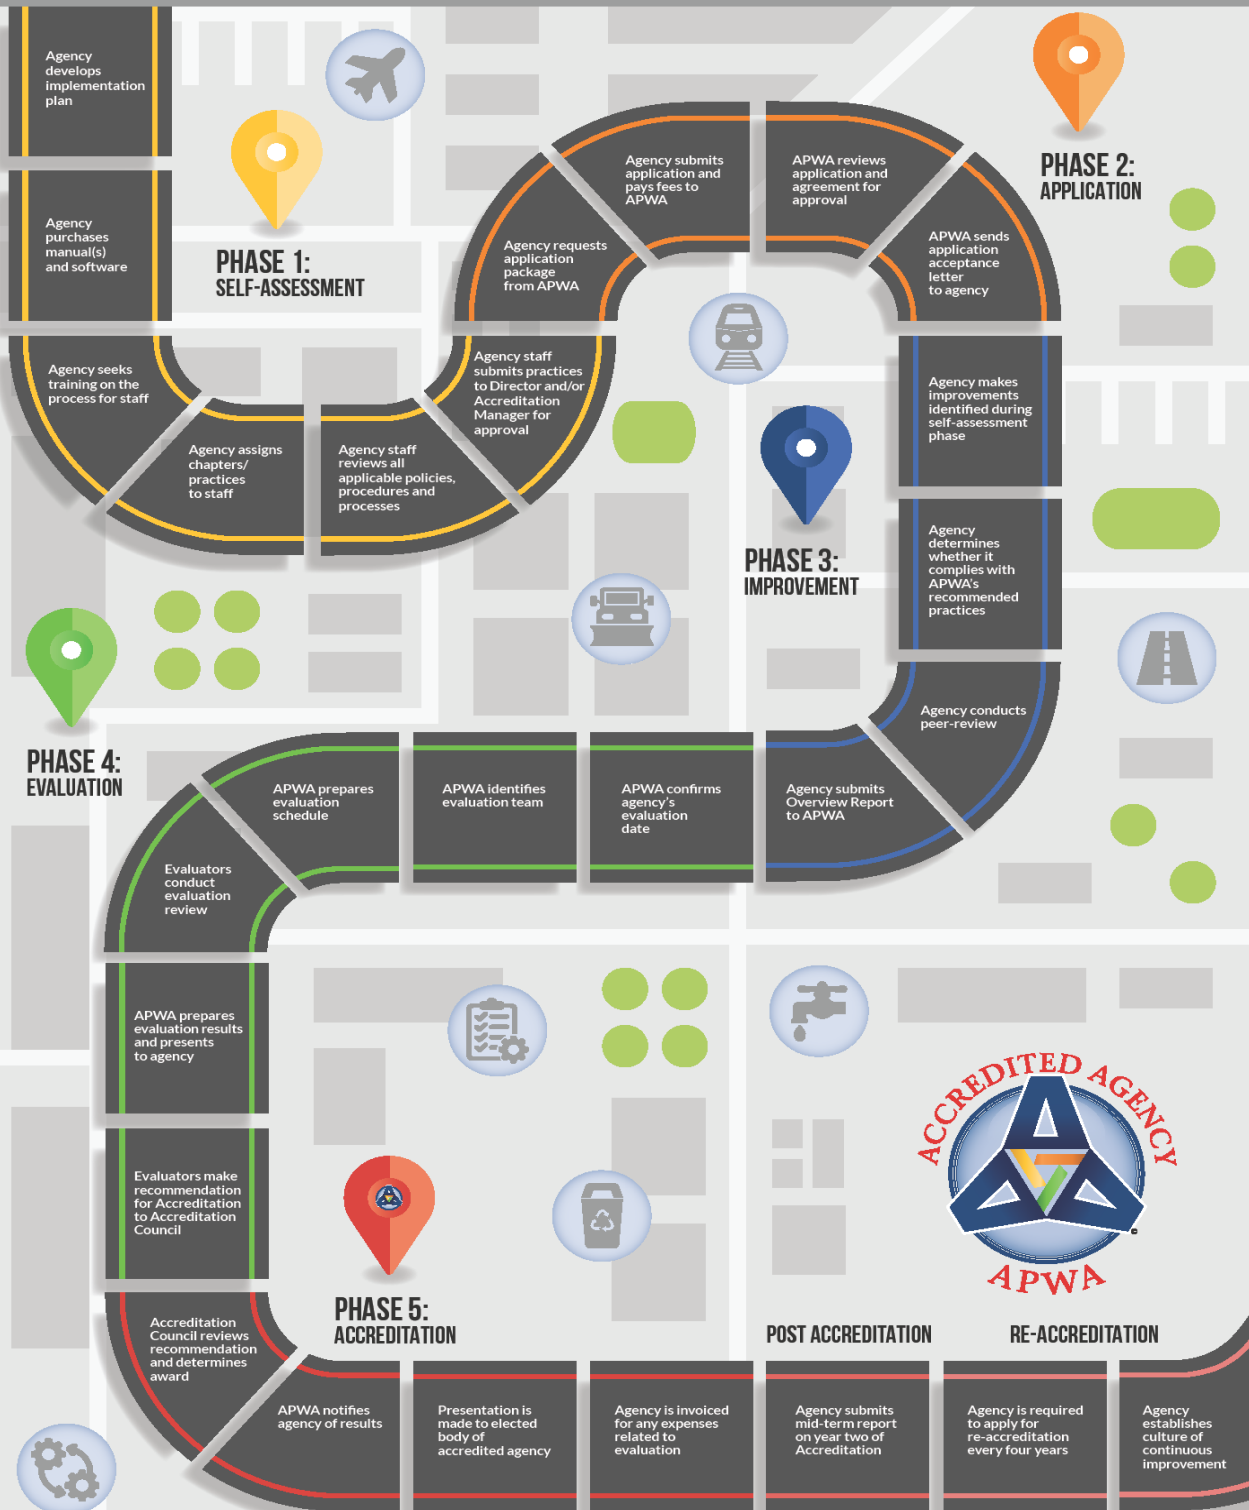 Agency
develops
implementation
plan
Agency
purchases
manual(s)
and software
PHASE 1:
SELF-ASSESSMENT
Agency seeks
training on the
process for staff
Agency assigns
chapters/
practices
to staff
Agency staff
reviews all
applicable policies,
procedures and
processes
Agency staff
submits practices
to Director and/or
Accreditation
Manager for
approval
Agency requests
application
package
from APWA
Agency submits
application and
pays fees to
APWA
APWA reviews
application and
agreement for
approval
PHASE 2:
APPLICATION
APWA sends
application
acceptance
letter
to agency
Agency makes
improvements
identified during
self-assessment
phase
PHASE 3:
IMPROVEMENT
Agency
determines
whether it
complies with
APWA's
recommended
practices
Agency conducts
peer-review
Agency submits
Overview Report
to APWA
APWA confirms
agency's
evaluation
date
APWA identifies
evaluation team
APWA prepares
evaluation
schedule
PHASE 4:
EVALUATION
Evaluators
conduct
evaluation
review
APWA prepares
evaluation results
and presents
to agency
Evaluators make
recommendation
for Accreditation
to Accreditation
Council
PHASE 5:
ACCREDITATION
Accreditation
Council reviews
recommendation
and determines
award
APWA notifies
agency of results
Presentation is
made to elected
body of
accredited agency
Agency is invoiced
for any expenses
related to
evaluation
ACCREDITED AGENCY
APWA
POST ACCREDITATION
Agency submits
mid-term report
on year two of
Accreditation
RE-ACCREDITATION
Agency is required
to apply for
re-accreditation
every four years
Agency
establishes
culture of
continuous
improvement